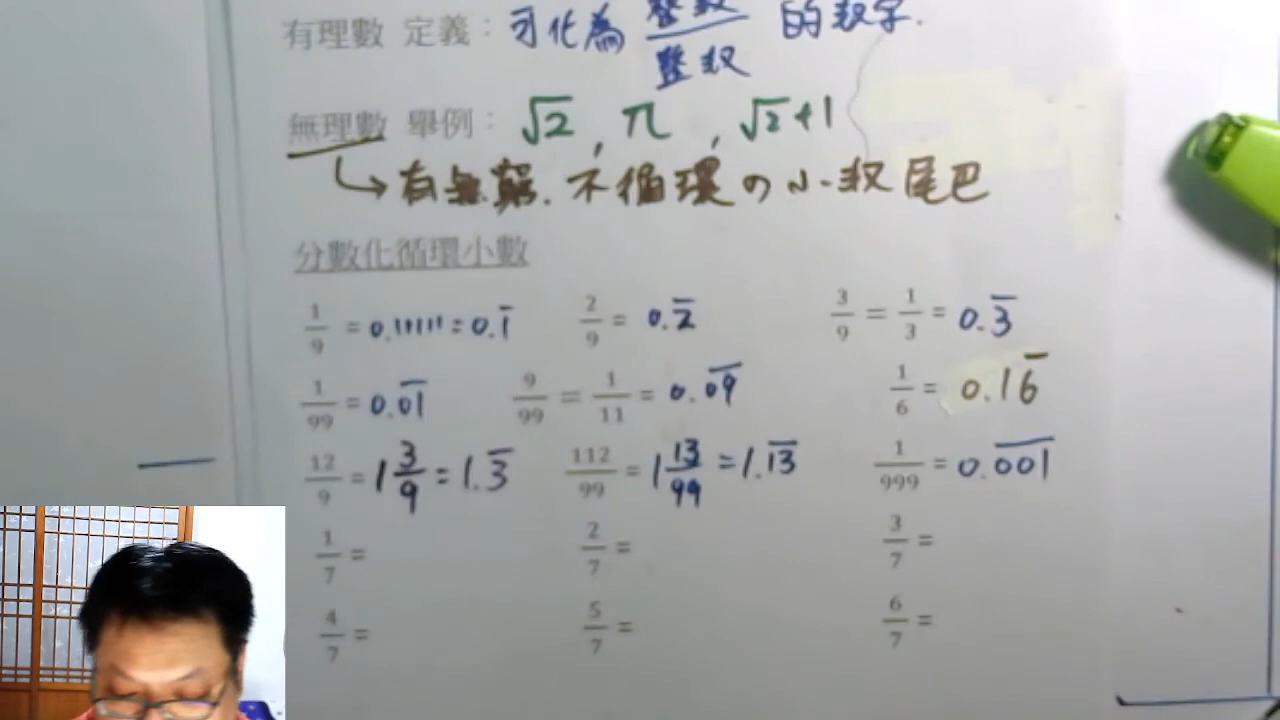 有理數 定義：可化為 整数/整数 的数字.
無理數 舉例：√2 , π , √2+1
↳ 有無窮.不循環の小数尾巴
分數化循環小數
1/9 = 0.11111 = 0.1̅ 2/9 = 0.2̅ 3/9 = 1/3 = 0.3̅
1/99 = 0.0̅1̅ 9/99 = 1/11 = 0.0̅9̅ 1/6 = 0.16̅
12/9 = 1 3/9 = 1.3̅ 112/99 = 1 13/99 = 1.1̅3̅ 1/999 = 0.0̅0̅1̅
1/7 = 2/7 = 3/7 =
4/7 = 5/7 = 6/7 =